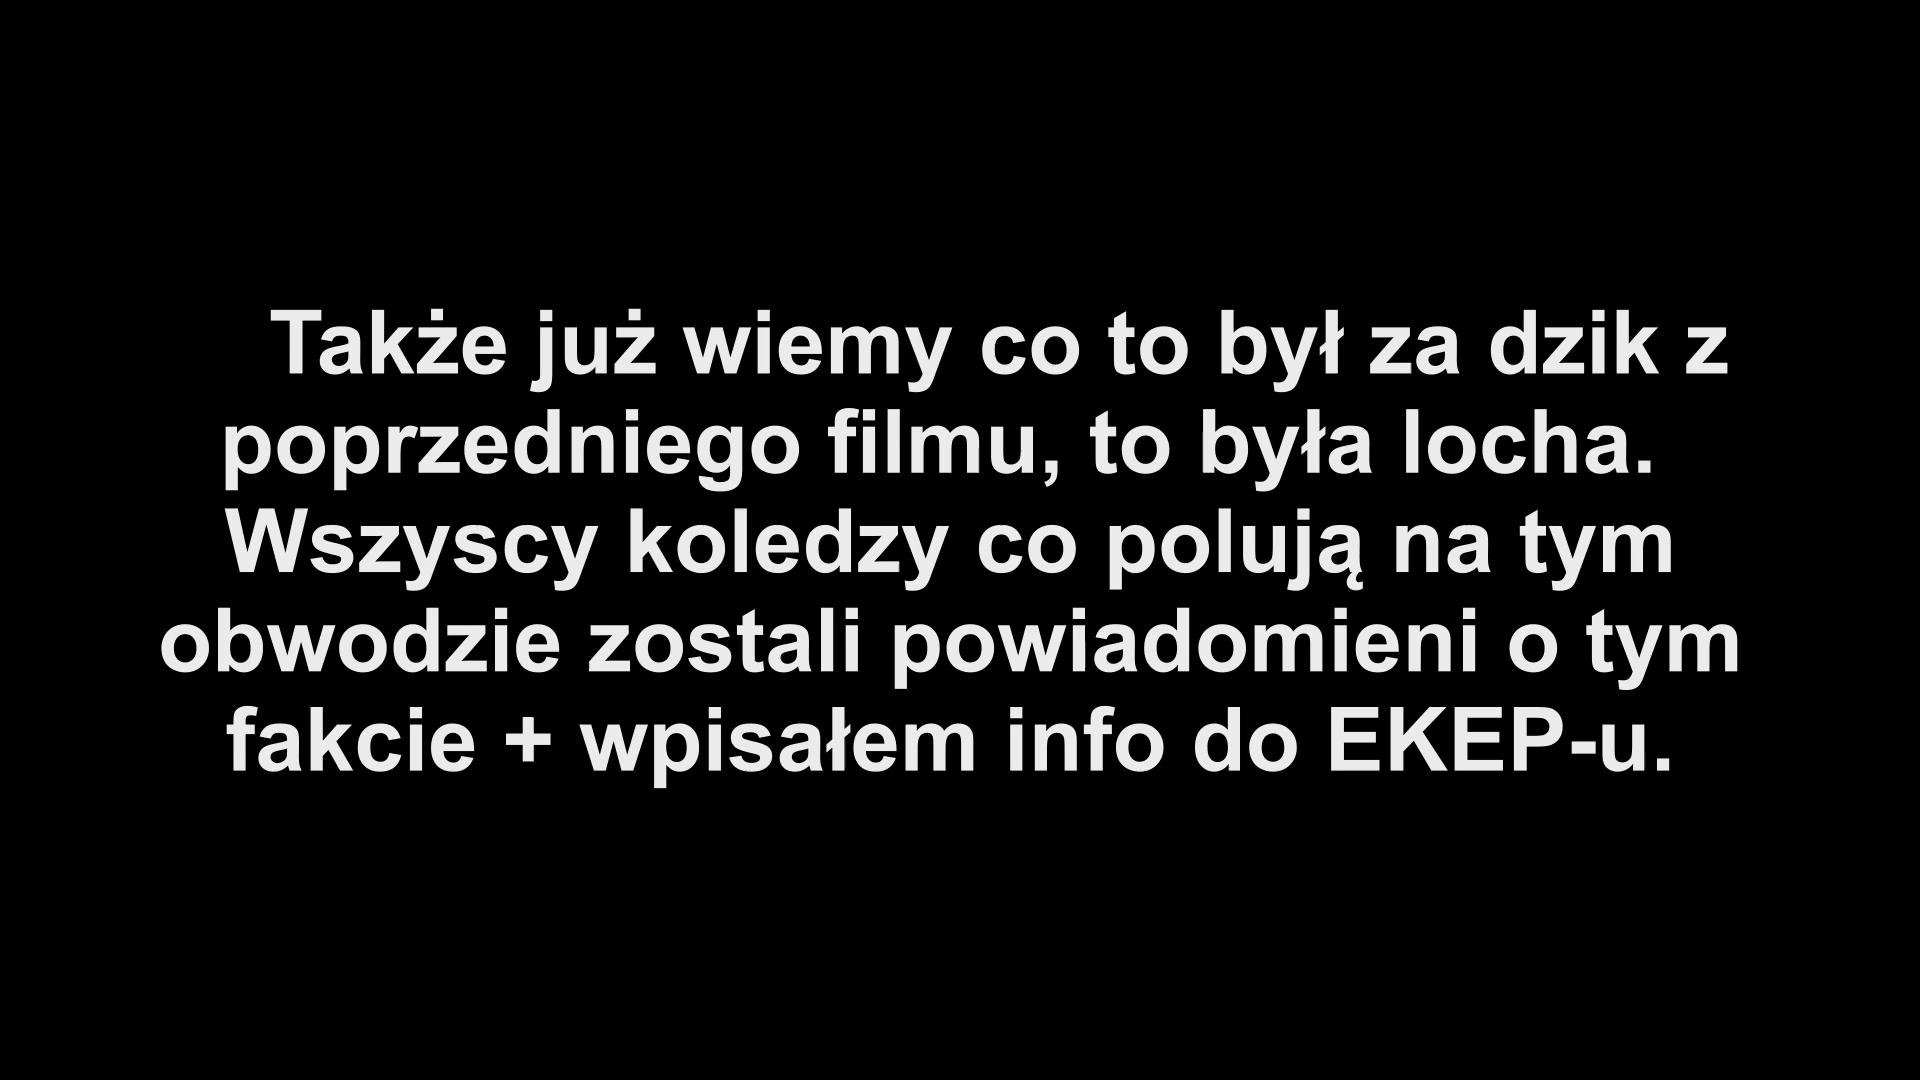 Także już wiemy co to był za dzik z
poprzedniego filmu, to była locha.
Wszyscy koledzy co polują na tym
obwodzie zostali powiadomieni o tym
fakcie + wpisałem info do EKEP-u.